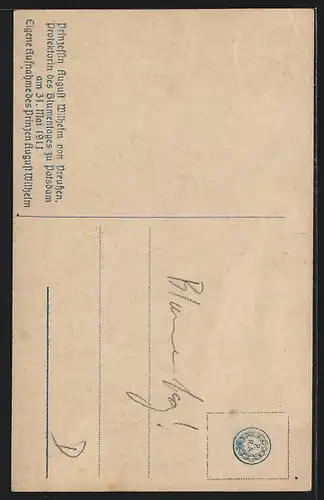 Prinzessin August Wilhelm von Preußen,
Protektorin des Blumentages zu Potsdam
am 31. Mai 1911
Eigene Aufnahme des Prinzen August Wilhelm
Blumentag!